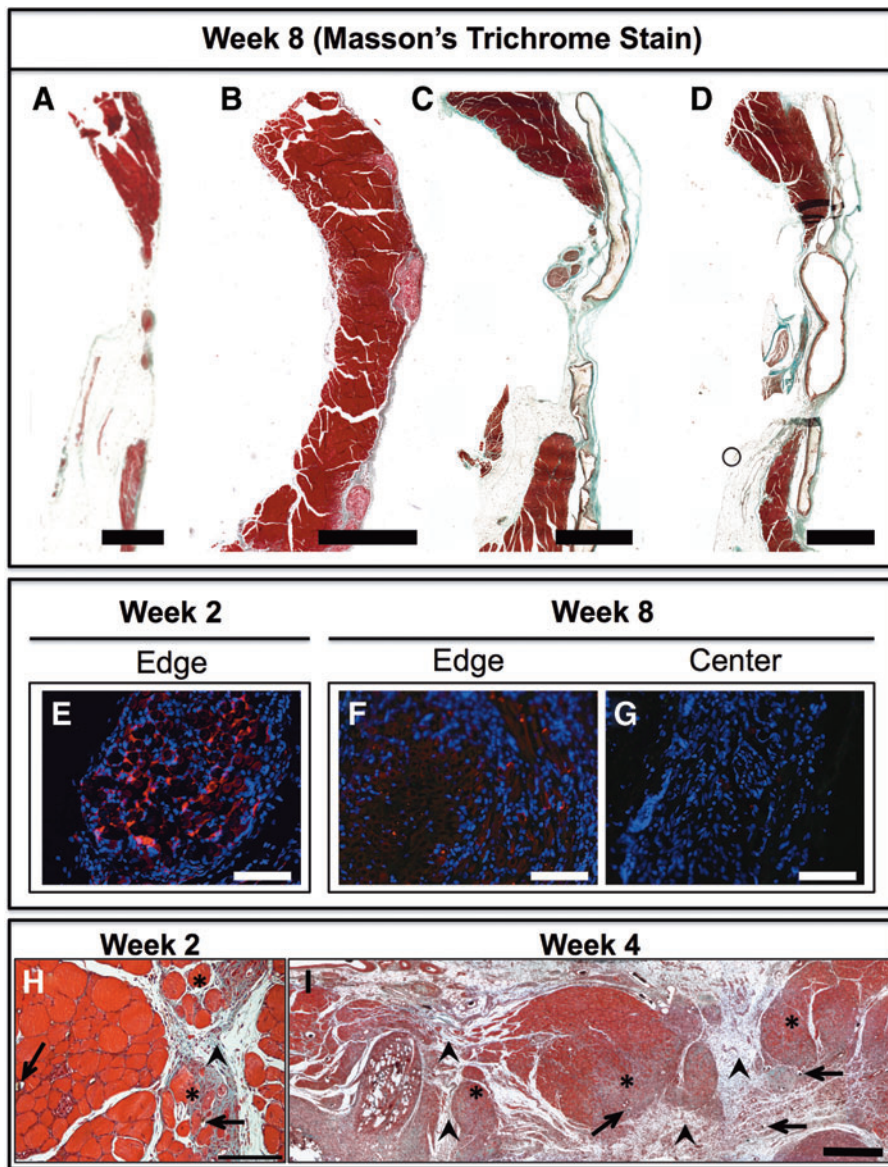 Week 8 (Masson's Trichrome Stain)
A B C D
Week 2 Week 8
Edge Edge Center
E F G
Week 2 Week 4
H I
* * * * *